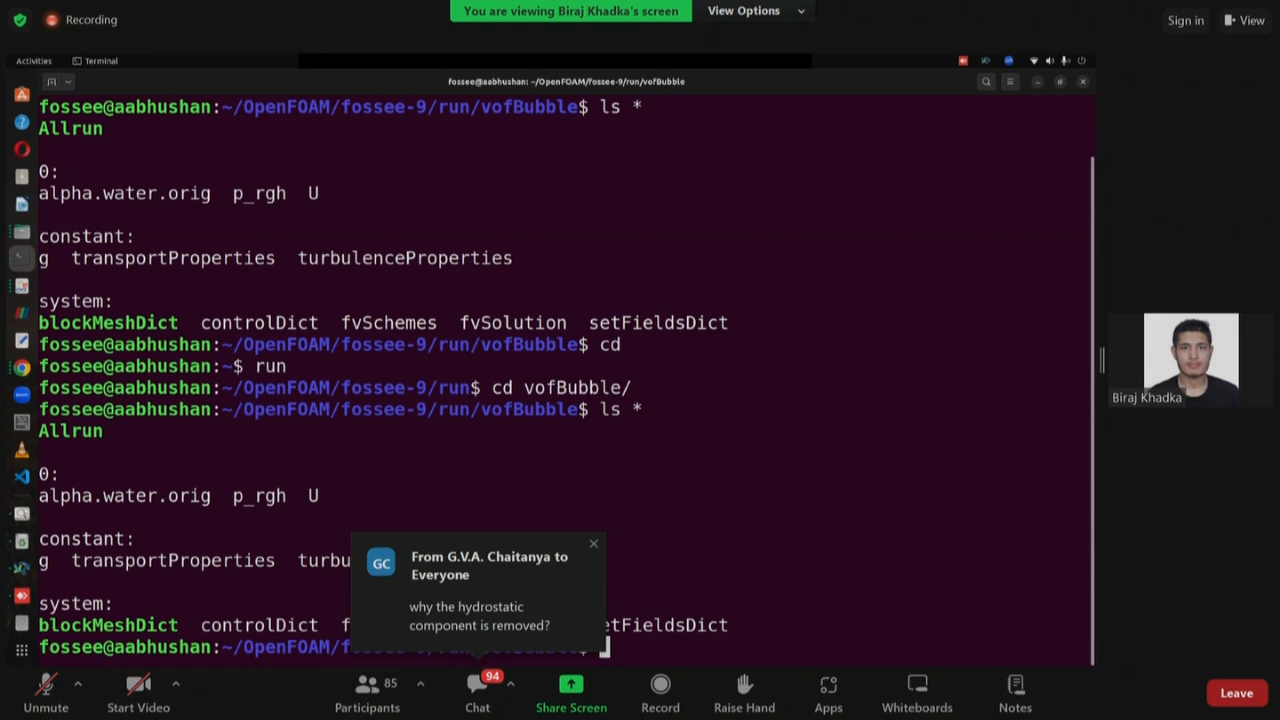 Recording
You are viewing Biraj Khadka's screen
View Options
Sign in
View
Activities
Terminal
fossee@aabhushan: ~/OpenFOAM/fossee-9/run/vofBubble
fossee@aabhushan:~/OpenFOAM/fossee-9/run/vofBubble$ ls *
Allrun
0:
alpha.water.orig p_rgh U
constant:
g transportProperties turbulenceProperties
system:
blockMeshDict controlDict fvSchemes fvSolution setFieldsDict
fossee@aabhushan:~/OpenFOAM/fossee-9/run/vofBubble$ cd
fossee@aabhushan:~$ run
fossee@aabhushan:~/OpenFOAM/fossee-9/run$ cd vofBubble/
fossee@aabhushan:~/OpenFOAM/fossee-9/run/vofBubble$ ls *
Allrun
0:
alpha.water.orig p_rgh U
constant:
g transportProperties turbu
system:
blockMeshDict controlDict f etFieldsDict
fossee@aabhushan:~/OpenFOAM/fossee-9/run/vofBubble$
GC
From G.V.A. Chaitanya to
Everyone
why the hydrostatic
component is removed?
Biraj Khadka
Unmute
Start Video
85
Participants
94
Chat
Share Screen
Record
Raise Hand
Apps
Whiteboards
Notes
Leave